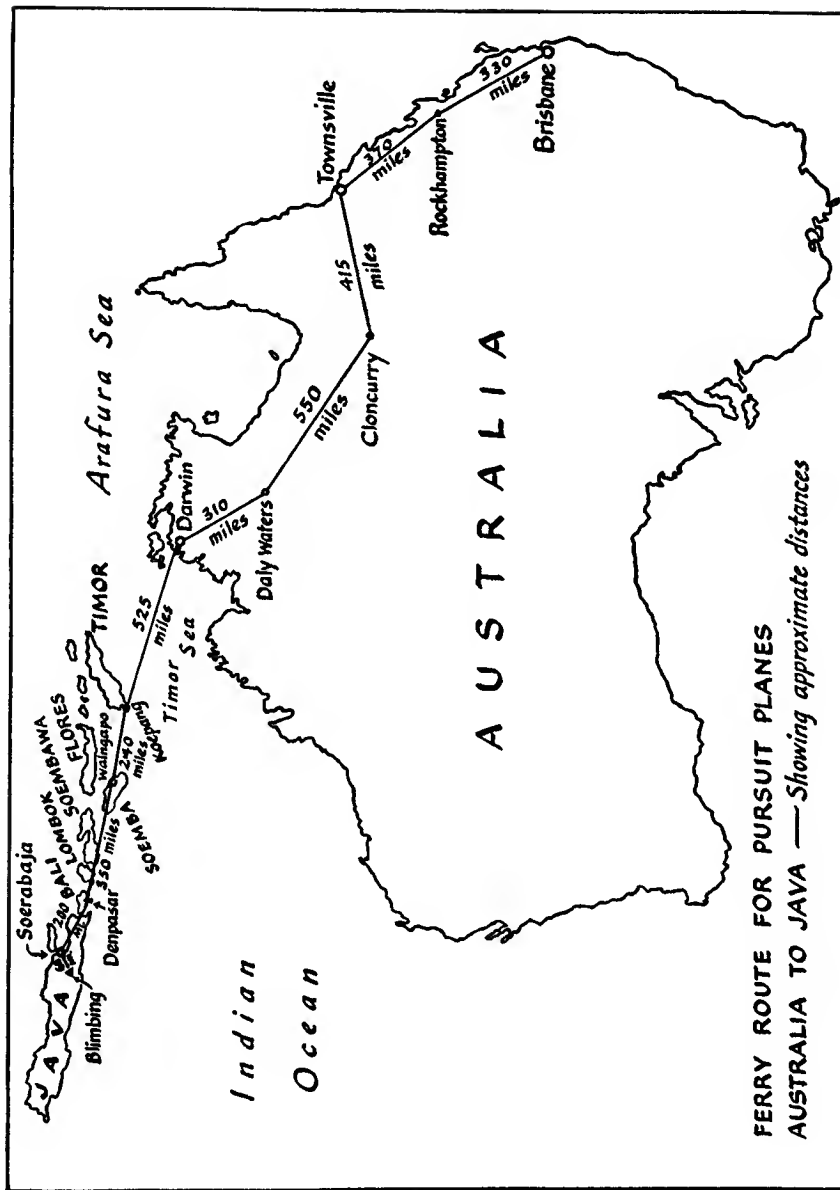 Arafura Sea
Soerabaja
JAVA
Blimbing
200
BALI
LOMBOK
SOEMBAWA
FLORES
Denpasar
350 miles
Waingapo
SOEMBA
240
miles
Koepang
TIMOR
525
miles
Timor Sea
Darwin
310
miles
Daly Waters
550
miles
Cloncurry
415
miles
Townsville
370
miles
Rockhampton
330
miles
Brisbane
Indian
Ocean
AUSTRALIA
FERRY ROUTE FOR PURSUIT PLANES
AUSTRALIA TO JAVA — Showing approximate distances